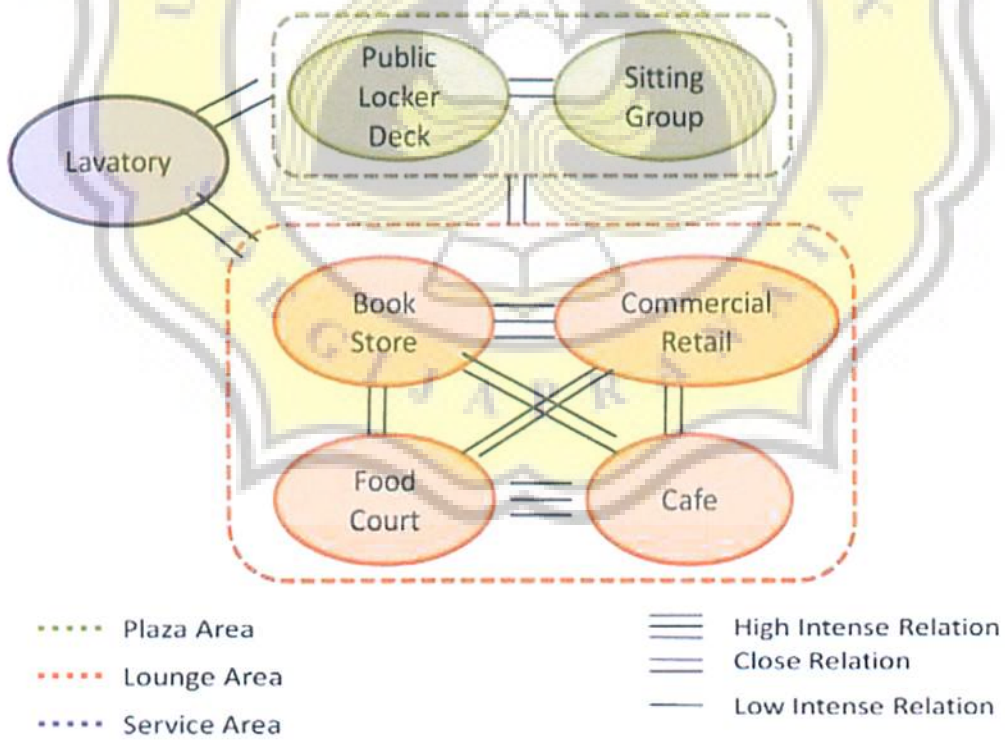 Public
Locker
Deck
Sitting
Group
Lavatory
Book
Store
Commercial
Retail
Food
Court
Cafe
Plaza Area
Lounge Area
Service Area
High Intense Relation
Close Relation
Low Intense Relation